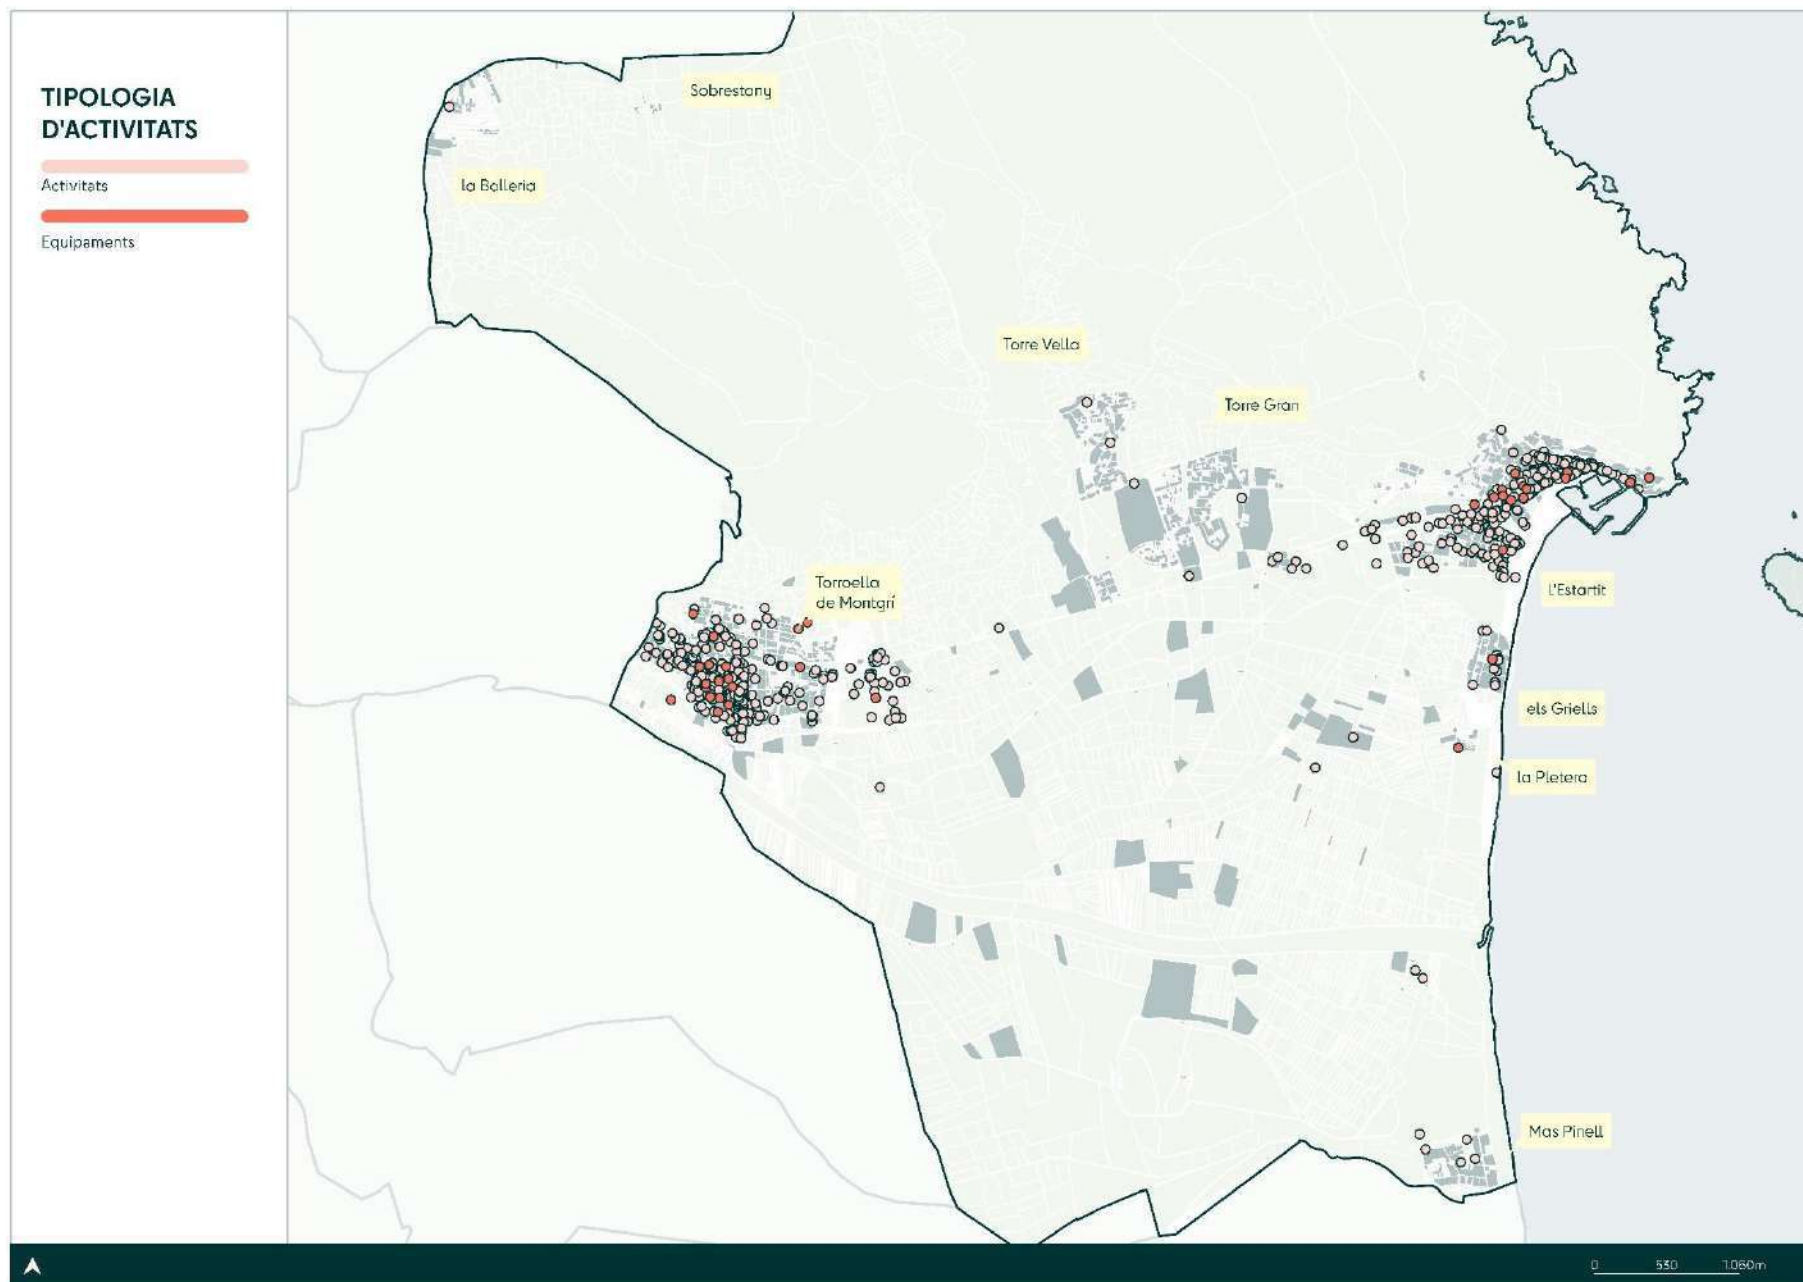 TIPOLOGIA
D'ACTIVITATS
Activitats
Equipaments
Sobrestany
la Bolleria
Torre Vella
Torre Gran
Torroella
de Montgrí
L'Estartit
els Griells
la Pletera
Mas Pinell
0 530 1.060m